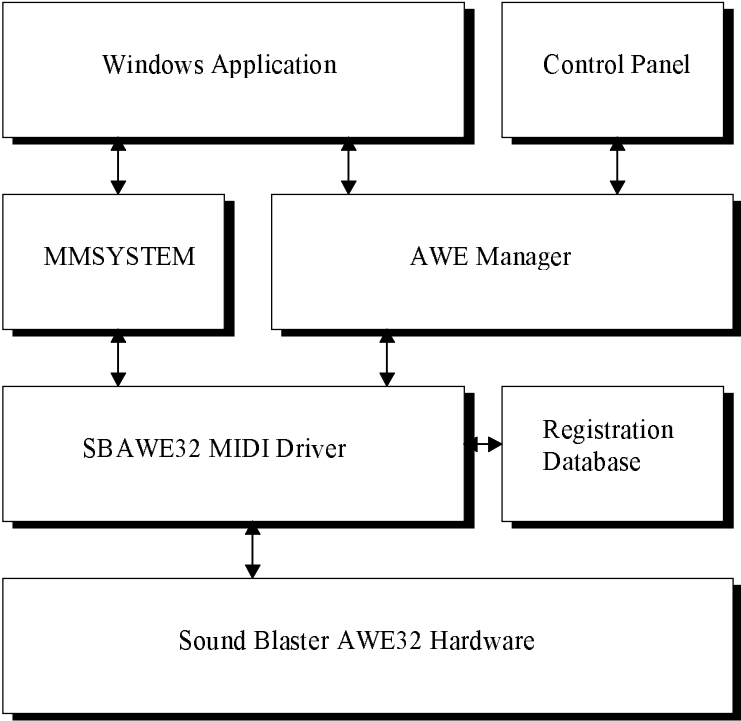 Windows Application
Control Panel
MMSYSTEM
AWE Manager
SBAWE32 MIDI Driver
Registration
Database
Sound Blaster AWE32 Hardware